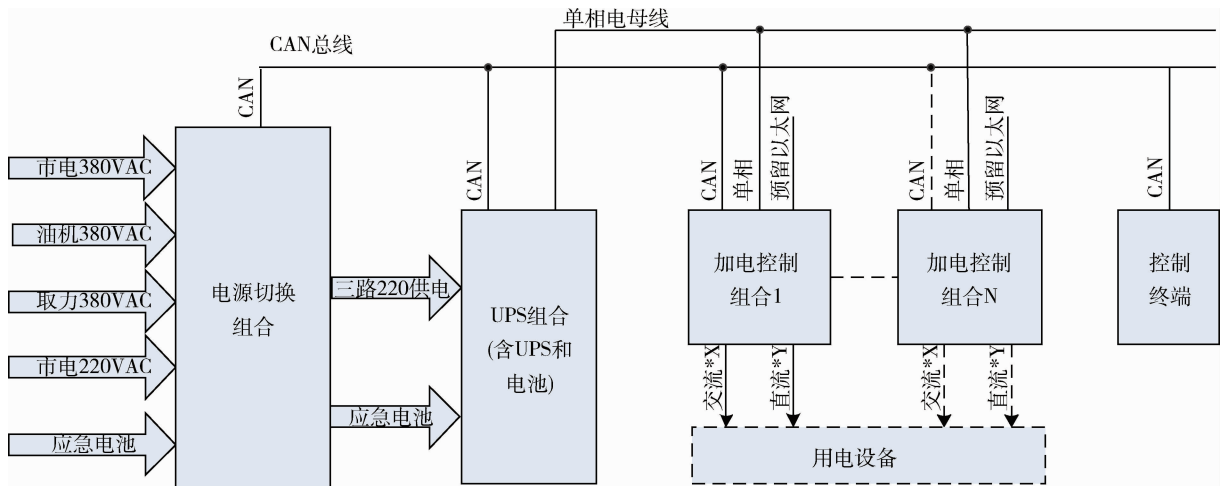 单相电母线
CAN总线
CAN
市电380VAC
油机380VAC
取力380VAC
市电220VAC
应急电池
电源切换
组合
三路220供电
应急电池
CAN
UPS组合
(含UPS和
电池)
CAN
单相
预留以太网
加电控制
组合1
交流*X
直流*Y
CAN
单相
预留以太网
加电控制
组合N
交流*X
直流*Y
用电设备
CAN
控制
终端